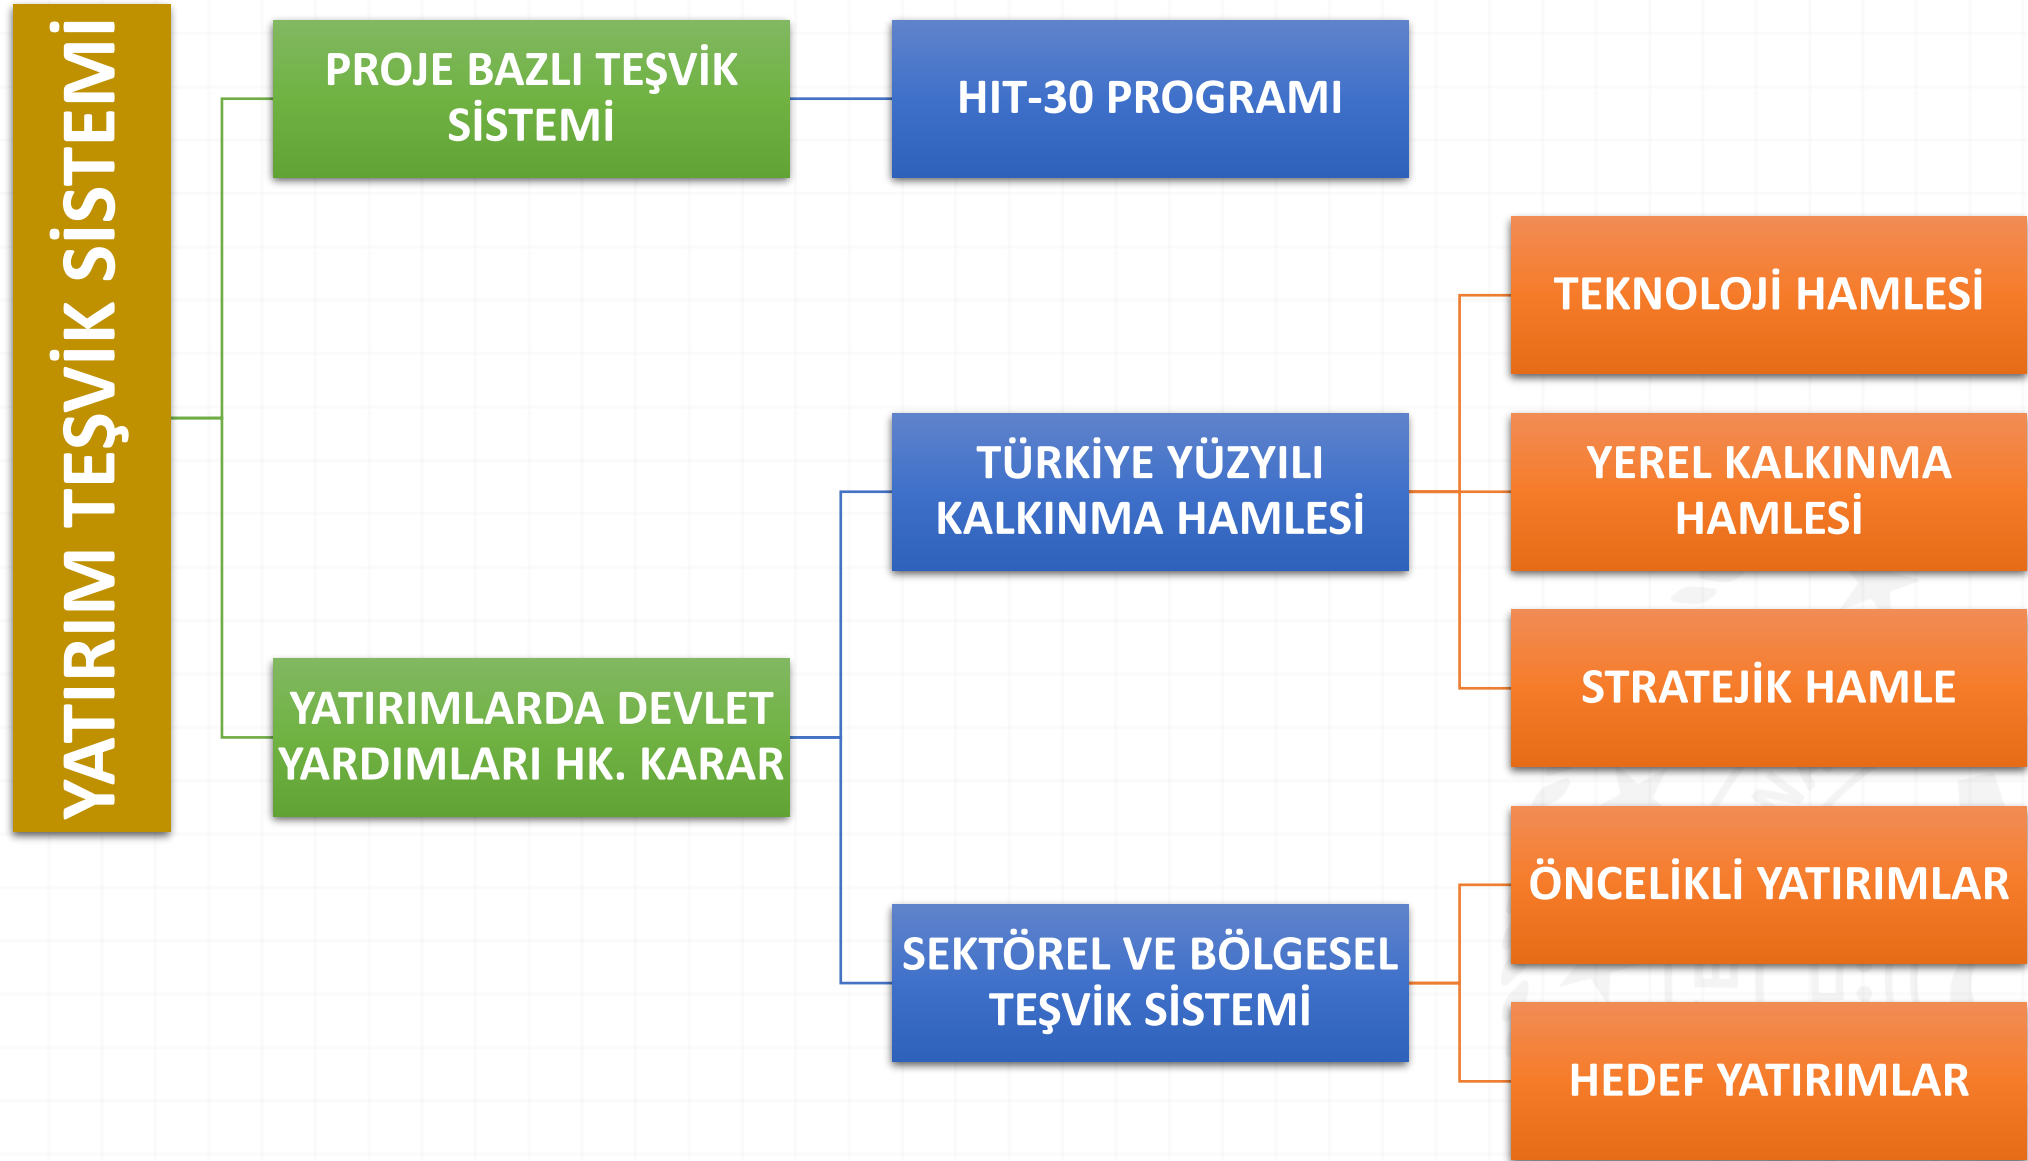 YATIRIM TEŞVİK SİSTEMİ
PROJE BAZLI TEŞVİK
SİSTEMİ
HIT-30 PROGRAMI
YATIRIMLARDA DEVLET
YARDIMLARI HK. KARAR
TÜRKİYE YÜZYILI
KALKINMA HAMLESİ
TEKNOLOJİ HAMLESİ
YEREL KALKINMA
HAMLESİ
STRATEJİK HAMLE
SEKTÖREL VE BÖLGESEL
TEŞVİK SİSTEMİ
ÖNCELİKLİ YATIRIMLAR
HEDEF YATIRIMLAR